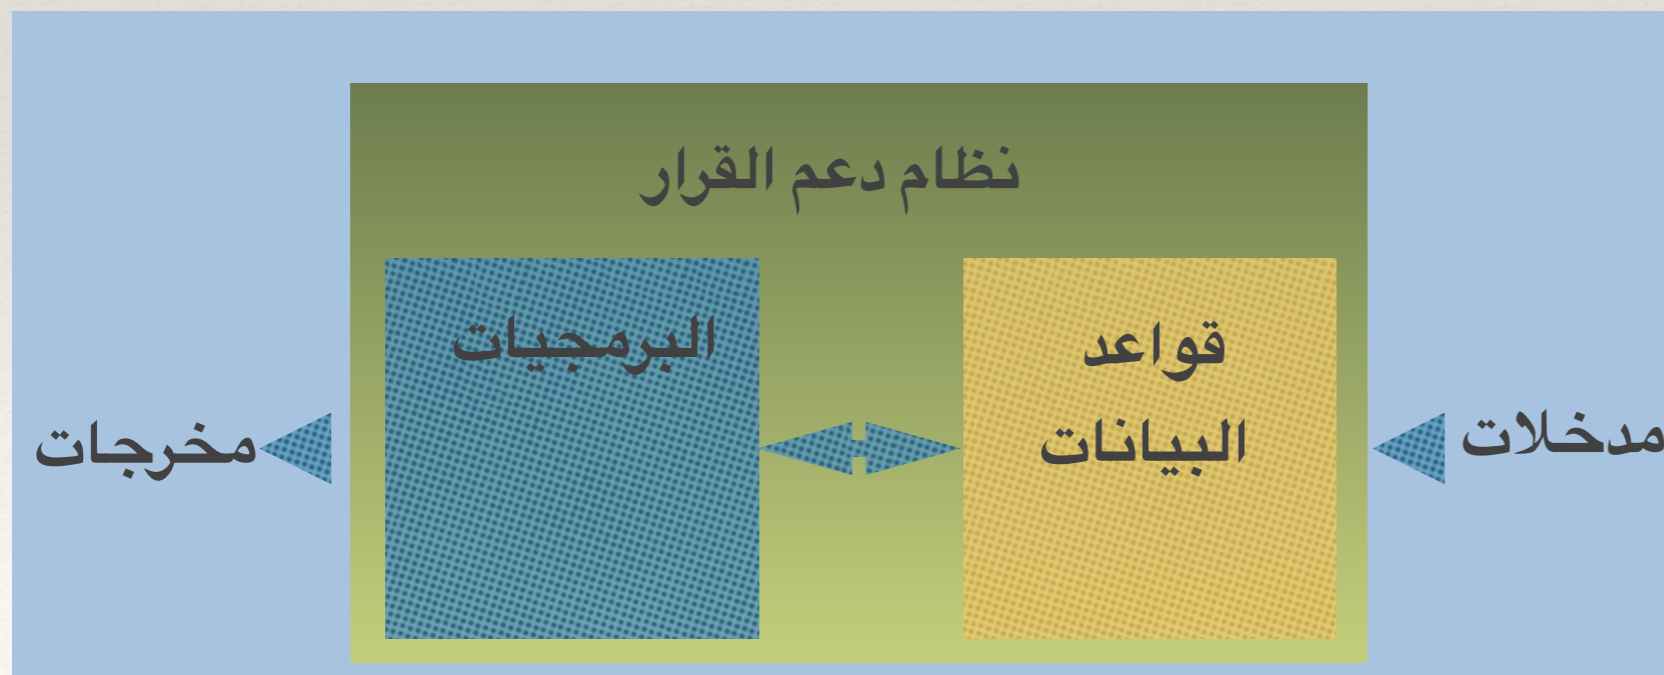 نظام دعم القرار
مدخلات
قواعد
البيانات
البرمجيات
مخرجات